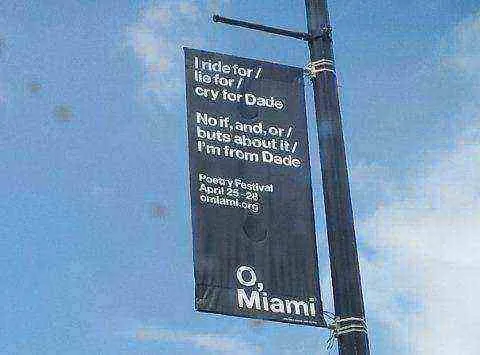 I ride for /
lie for /
cry for Dade
No if, and, or /
buts about it /
I'm from Dade
Poetry Festival
April 25-28
omiami.org
O,
Miami